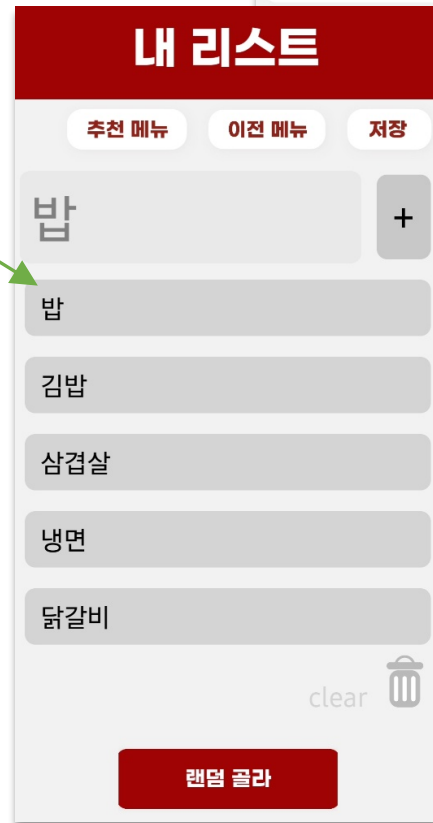 내 리스트
추천 메뉴 이전 메뉴 저장
밥 +
밥
김밥
삼겹살
냉면
닭갈비
clear
랜덤 골라